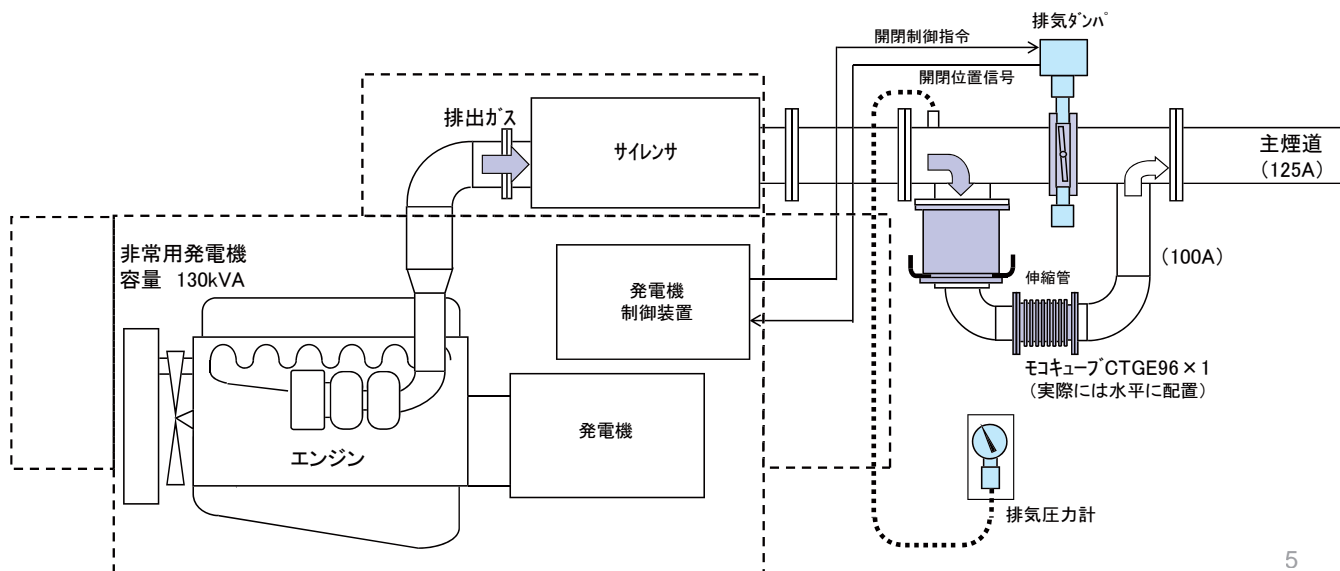 排気ﾀﾞﾝﾊﾟ
開閉制御指令
開閉位置信号
排出ｶﾞｽ
サイレンサ
主煙道
(125A)
非常用発電機
容量 130kVA
発電機
制御装置
(100A)
伸縮管
ﾓｺｷｭｰﾌﾞCTGE96×1
(実際には水平に配置)
発電機
エンジン
排気圧力計
5